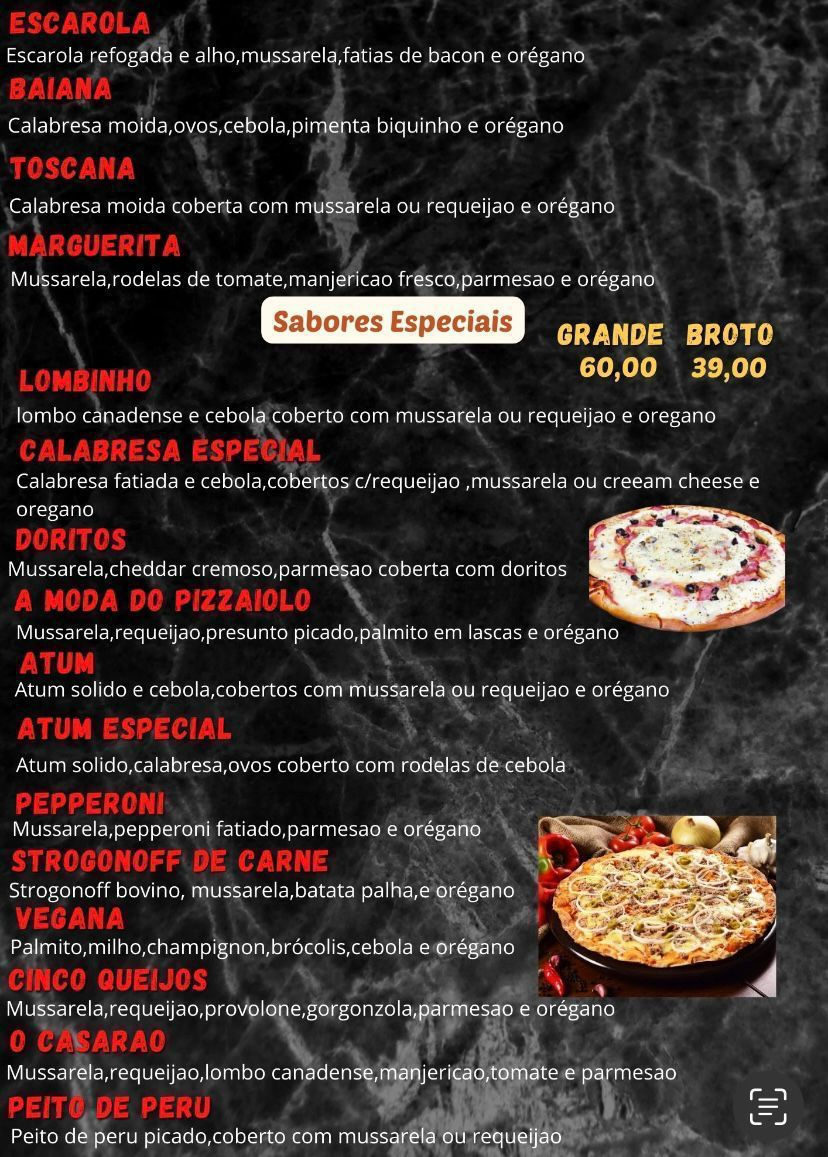 ESCAROLA
Escarola refogada e alho,mussarela,fatias de bacon e orégano
BAIANA
Calabresa moida,ovos,cebola,pimenta biquinho e orégano
TOSCANA
Calabresa moida coberta com mussarela ou requeijao e orégano
MARGUERITA
Mussarela,rodelas de tomate,manjericao fresco,parmesao e orégano
Sabores Especiais
GRANDE BROTO
60,00 39,00
LOMBINHO
lombo canadense e cebola coberto com mussarela ou requeijao e oregano
CALABRESA ESPECIAL
Calabresa fatiada e cebola,cobertos c/requeijao ,mussarela ou creeam cheese e
oregano
DORITOS
Mussarela,cheddar cremoso,parmesao coberta com doritos
A MODA DO PIZZAIOLO
Mussarela,requeijao,presunto picado,palmito em lascas e orégano
ATUM
Atum solido e cebola,cobertos com mussarela ou requeijao e orégano
ATUM ESPECIAL
Atum solido,calabresa,ovos coberto com rodelas de cebola
PEPPERONI
Mussarela,pepperoni fatiado,parmesao e orégano
STROGONOFF DE CARNE
Strogonoff bovino, mussarela,batata palha,e orégano
VEGANA
Palmito,milho,champignon,brócolis,cebola e orégano
CINCO QUEIJOS
Mussarela,requeijao,provolone,gorgonzola,parmesao e orégano
O CASARAO
Mussarela,requeijao,lombo canadense,manjericao,tomate e parmesao
PEITO DE PERU
Peito de peru picado,coberto com mussarela ou requeijao